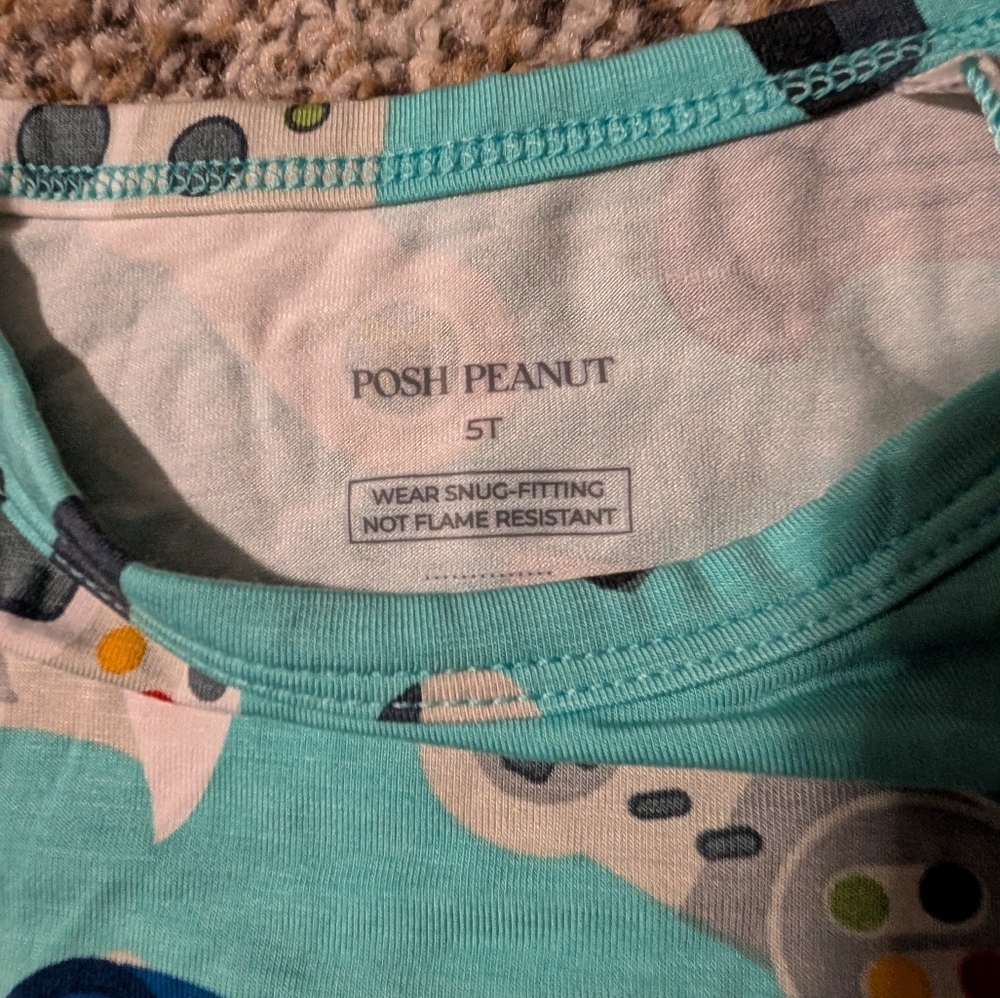 POSH PEANUT
5T
WEAR SNUG-FITTING
NOT FLAME RESISTANT